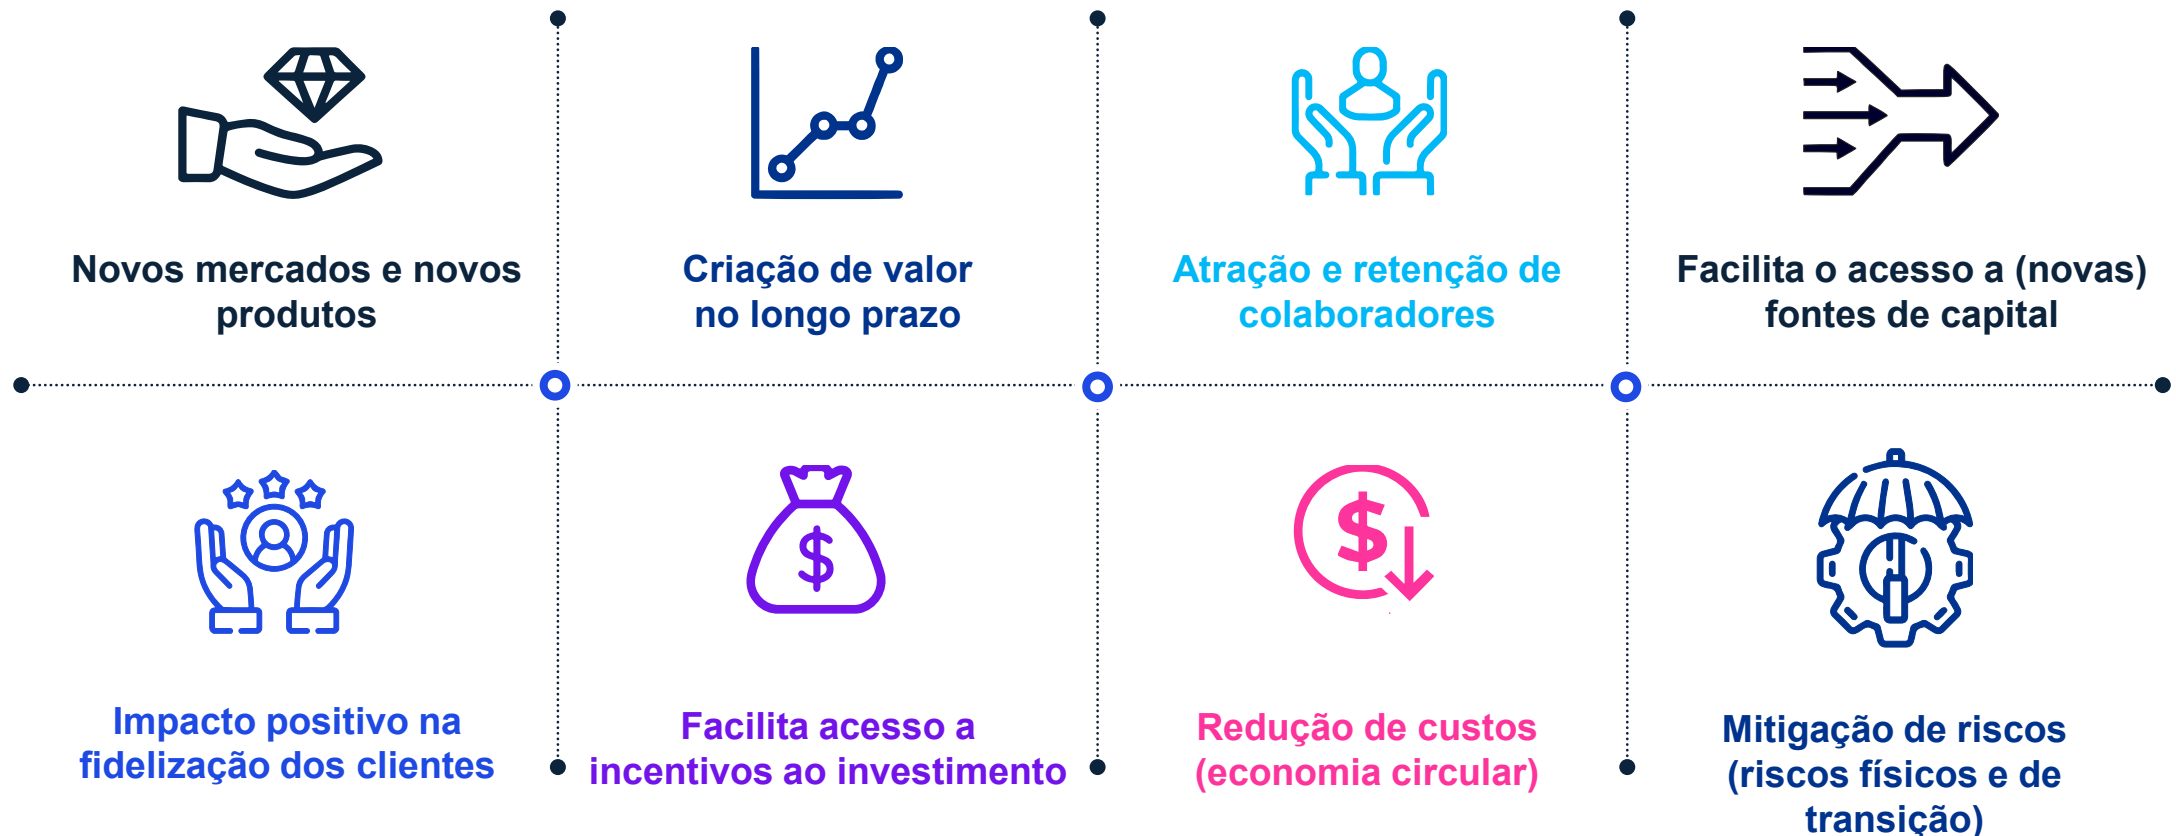 Novos mercados e novos
produtos
Criação de valor
no longo prazo
Atração e retenção de
colaboradores
Facilita o acesso a (novas)
fontes de capital
$
$
Impacto positivo na
fidelização dos clientes
Facilita acesso a
incentivos ao investimento
Redução de custos
(economia circular)
Mitigação de riscos
(riscos físicos e de
transição)